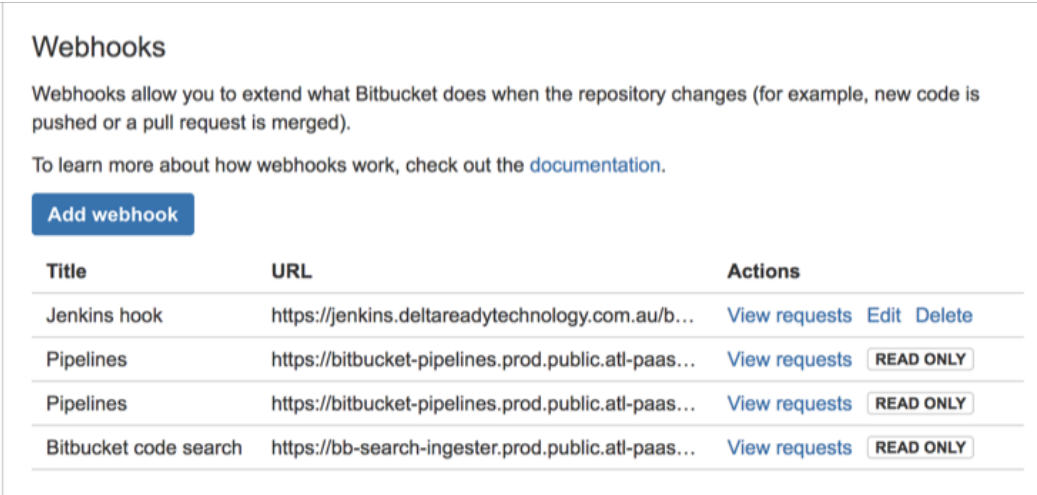 Webhooks
Webhooks allow you to extend what Bitbucket does when the repository changes (for example, new code is
pushed or a pull request is merged).
To learn more about how webhooks work, check out the documentation.
Add webhook
Title URL Actions
Jenkins hook https://jenkins.deltareadytechnology.com.au/b... View requests Edit Delete
Pipelines https://bitbucket-pipelines.prod.public.atl-paas... View requests READ ONLY
Pipelines https://bitbucket-pipelines.prod.public.atl-paas... View requests READ ONLY
Bitbucket code search https://bb-search-ingester.prod.public.atl-paas... View requests READ ONLY